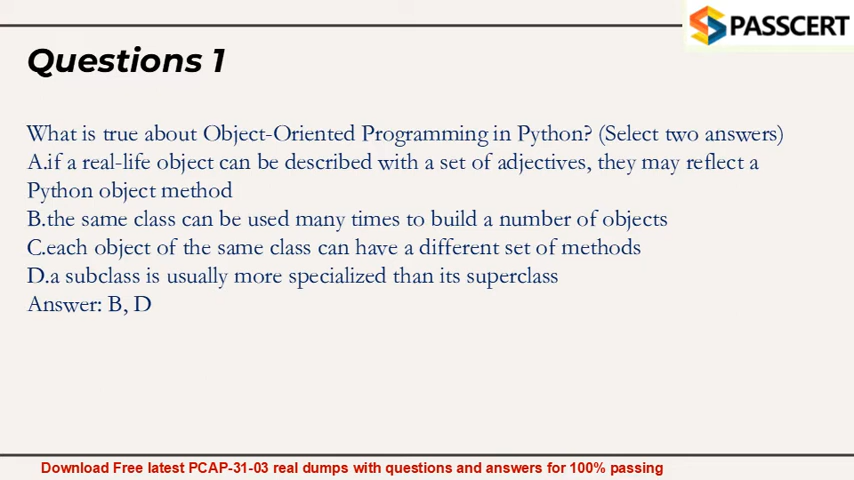 PASSCERT
Questions 1
What is true about Object-Oriented Programming in Python? (Select two answers)
A.if a real-life object can be described with a set of adjectives, they may reflect a
Python object method
B.the same class can be used many times to build a number of objects
C.each object of the same class can have a different set of methods
D.a subclass is usually more specialized than its superclass
Answer: B, D
Download Free latest PCAP-31-03 real dumps with questions and answers for 100% passing